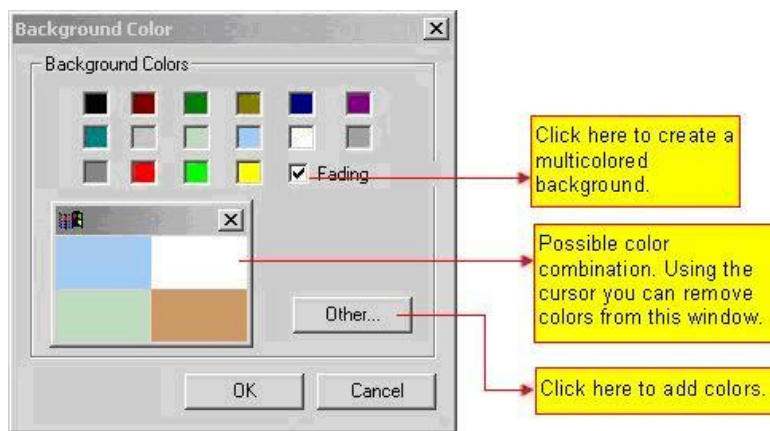 Background Color
Background Colors
Fading
Click here to create a
multicolored
background.
Possible color
combination. Using the
cursor you can remove
colors from this window.
Other...
OK
Cancel
Click here to add colors.